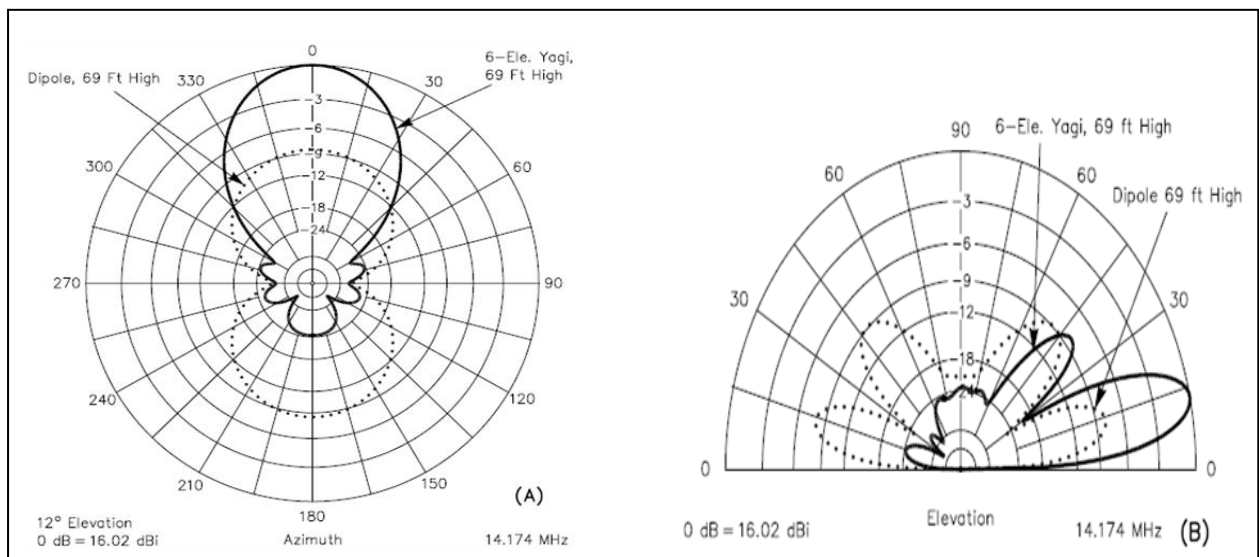 0
330
30
Dipole, 69 Ft High
6-Ele. Yagi,
69 Ft High
-3
-6
-9
-12
-18
-24
300
60
270
90
240
120
210
150
180
(A)
12° Elevation
0 dB = 16.02 dBi
Azimuth
14.174 MHz
90
6-Ele. Yagi, 69 ft High
60
60
Dipole 69 ft High
-3
-6
-9
-12
-18
-24
30
30
0
0
Elevation
0 dB = 16.02 dBi
14.174 MHz
(B)